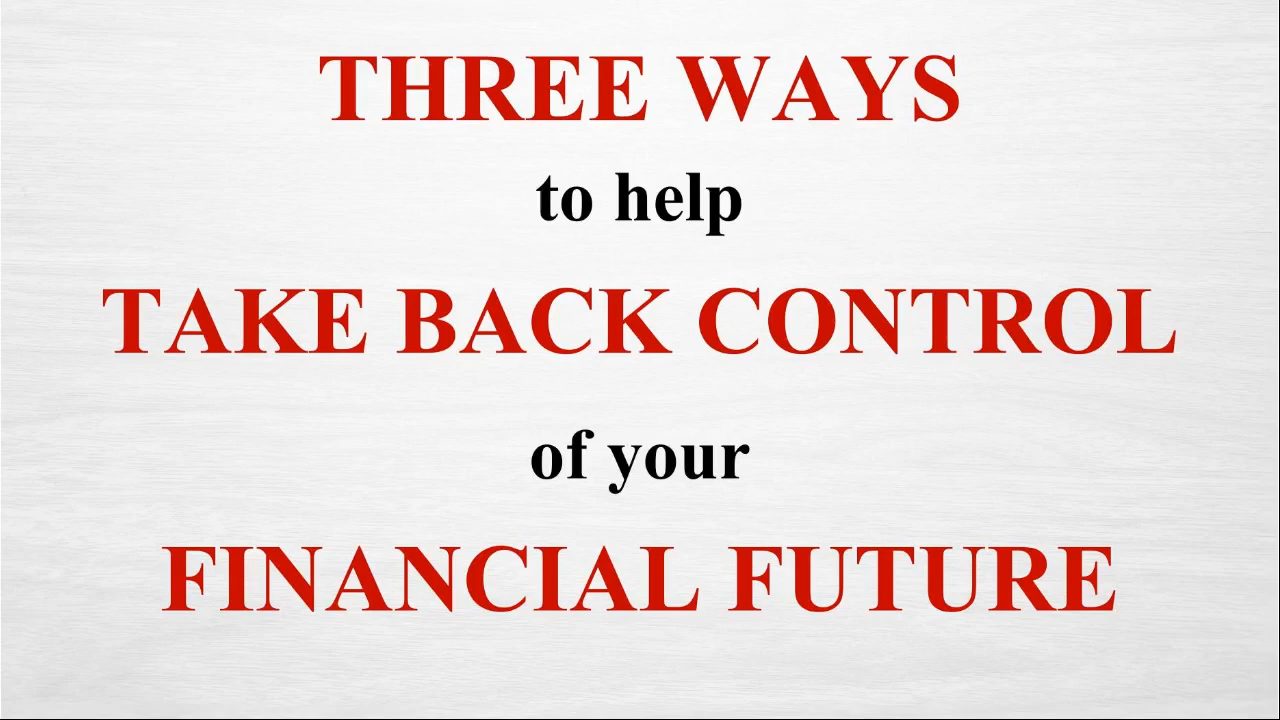 THREE WAYS
to help
TAKE BACK CONTROL
of your
FINANCIAL FUTURE